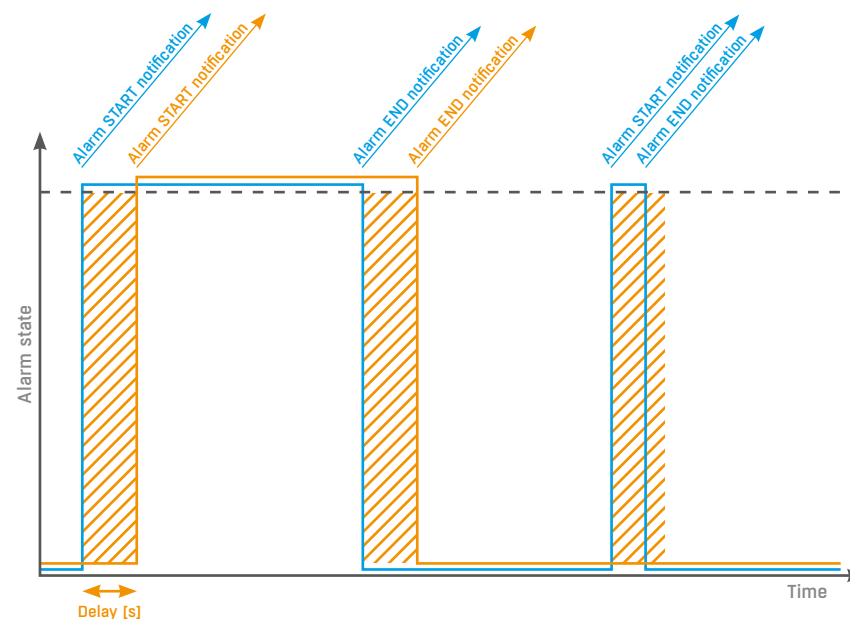 Alarm START notification
Alarm START notification
Alarm END notification
Alarm END notification
Alarm START notification
Alarm END notification
Alarm state
Time
Delay [s]